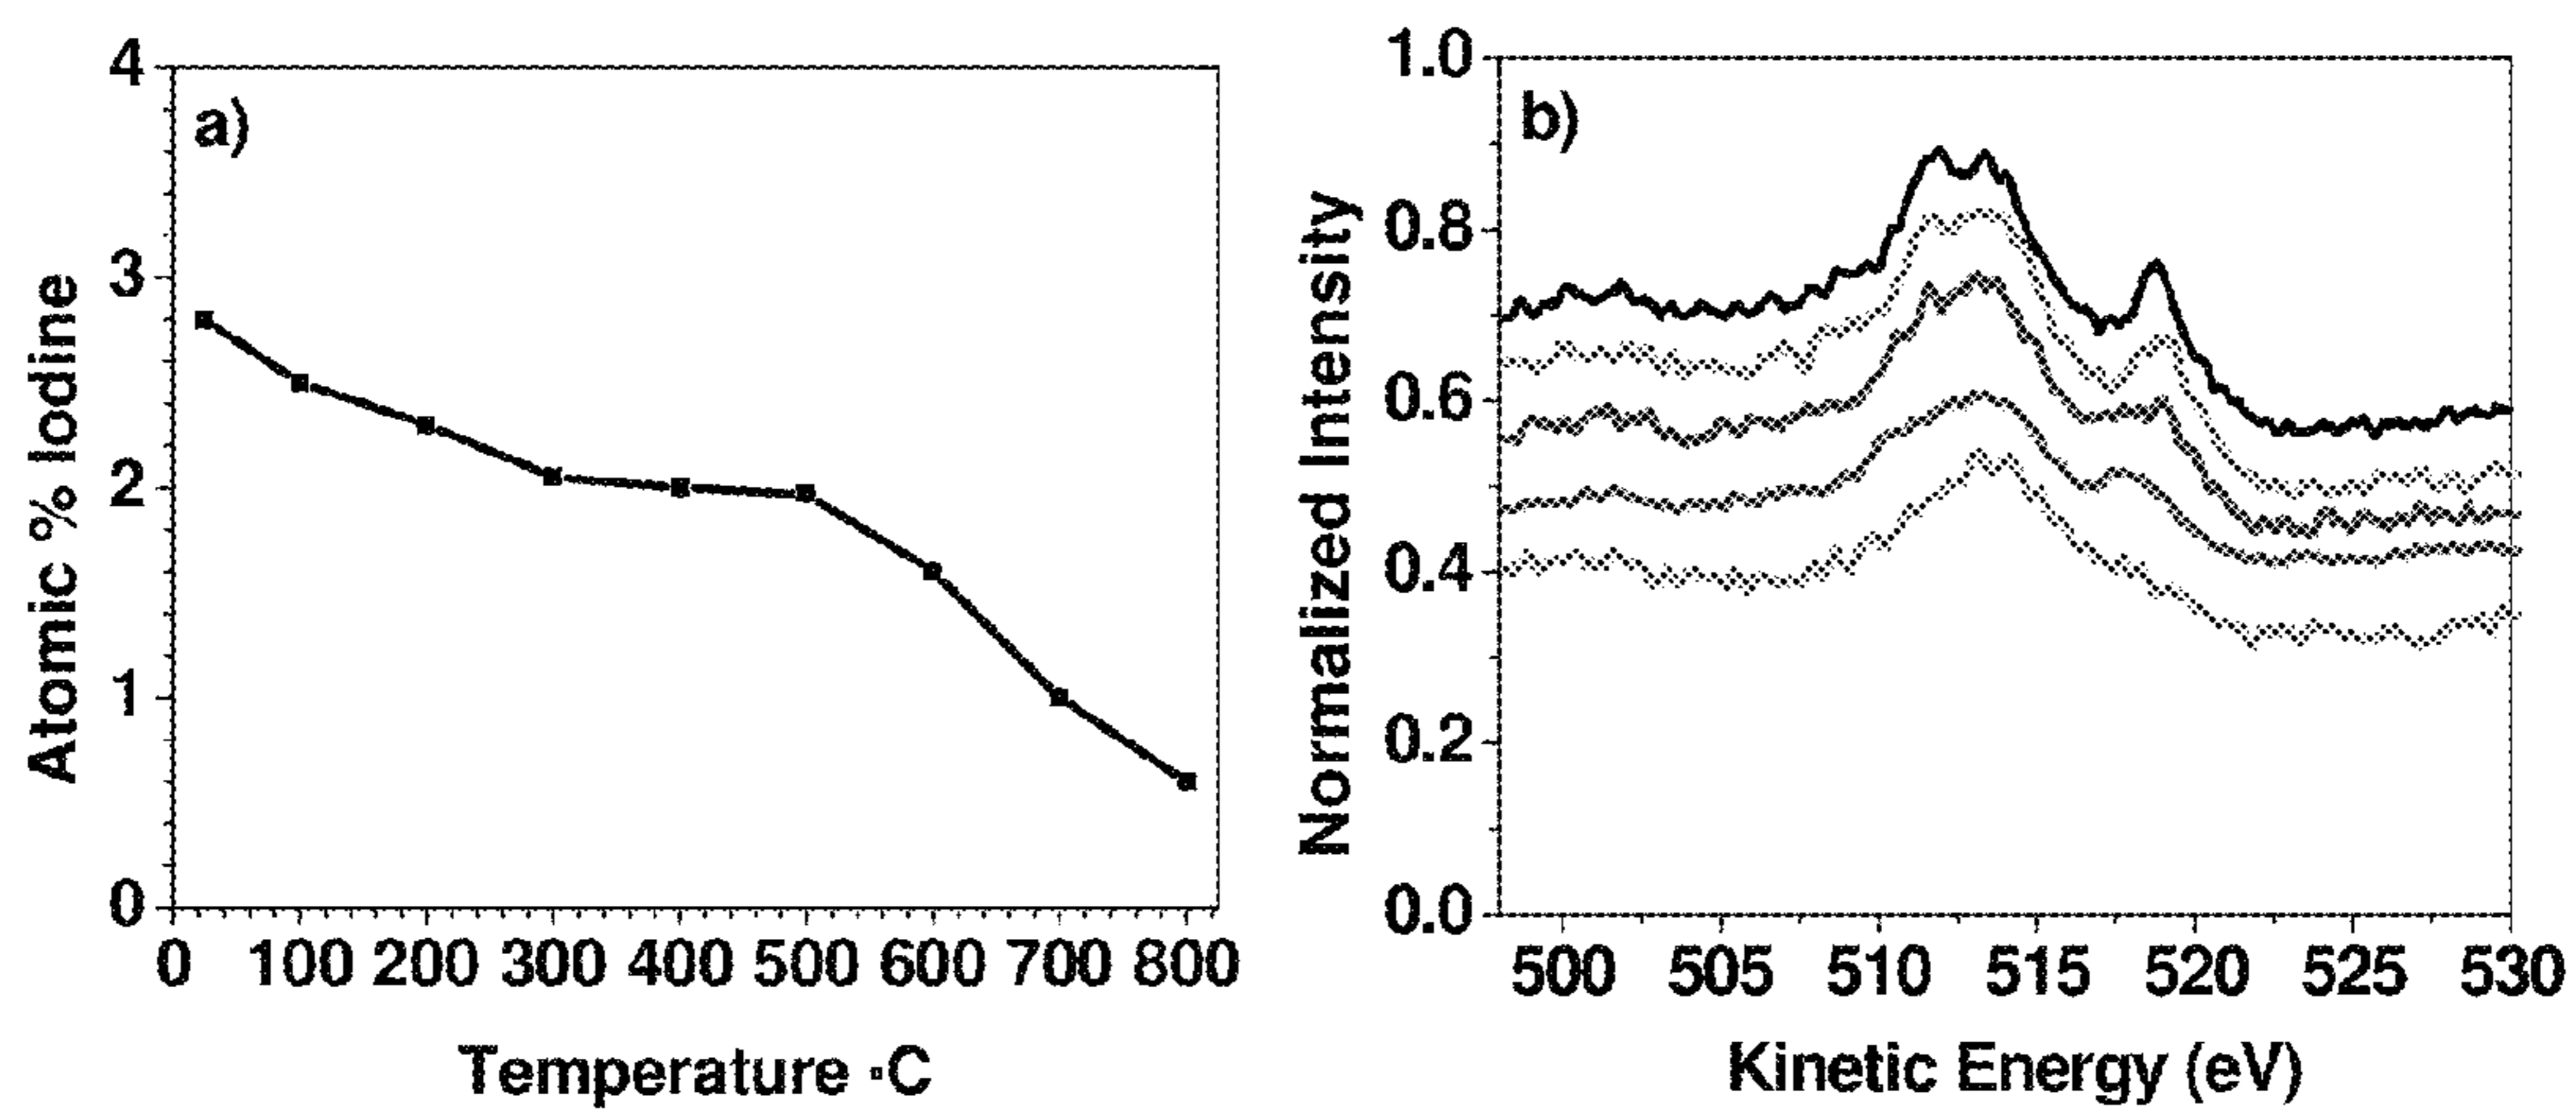 a)
4
3
2
1
0
Atomic % Iodine
0 100 200 300 400 500 600 700 800
Temperature ▫C
b)
1.0
0.8
0.6
0.4
0.2
0.0
Normalized Intensity
500 505 510 515 520 525 530
Kinetic Energy (eV)